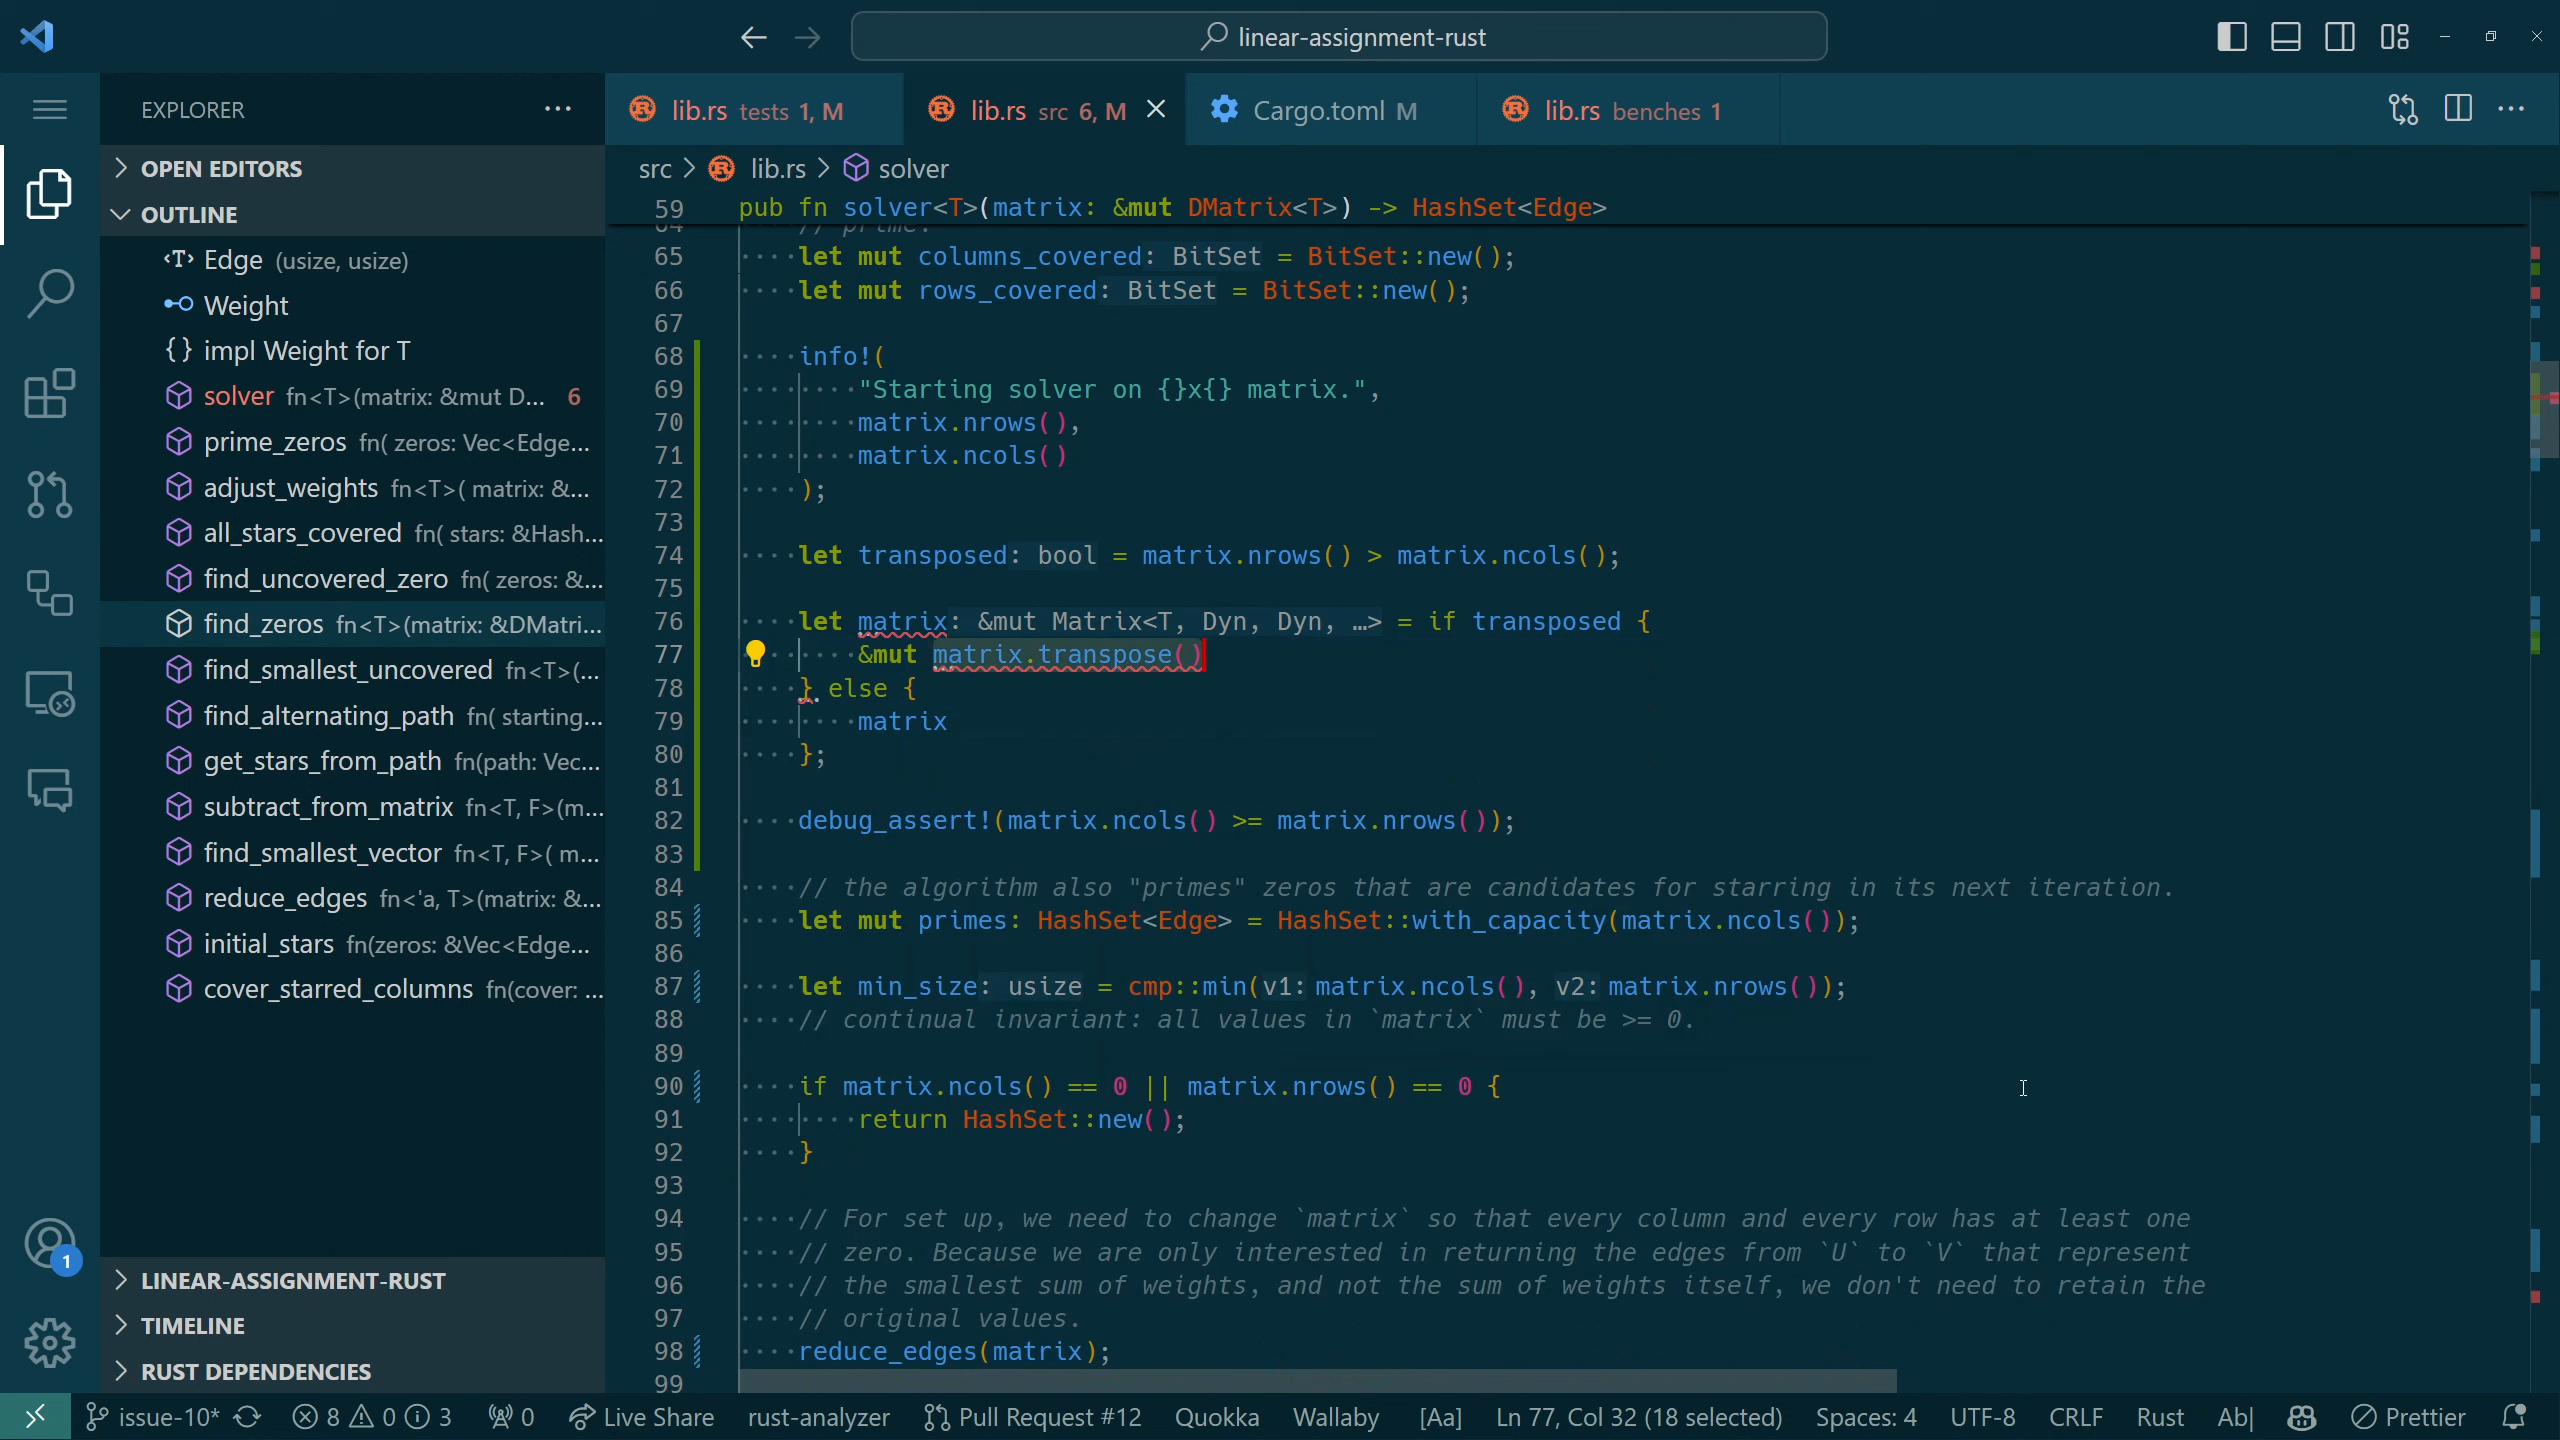 linear-assignment-rust
EXPLORER
OPEN EDITORS
OUTLINE
Edge (usize, usize)
Weight
impl Weight for T
solver fn<T>(matrix: &mut D... 6
prime_zeros fn( zeros: Vec<Edge...
adjust_weights fn<T>( matrix: &...
all_stars_covered fn( stars: &Hash...
find_uncovered_zero fn( zeros: &...
find_zeros fn<T>(matrix: &DMatri...
find_smallest_uncovered fn<T>(...
find_alternating_path fn( starting...
get_stars_from_path fn(path: Vec...
subtract_from_matrix fn<T, F>(m...
find_smallest_vector fn<T, F>( m...
reduce_edges fn<'a, T>(matrix: &...
initial_stars fn(zeros: &Vec<Edge...
cover_starred_columns fn(cover: ...
LINEAR-ASSIGNMENT-RUST
TIMELINE
RUST DEPENDENCIES
1
lib.rs tests 1, M
lib.rs src 6, M
Cargo.toml M
lib.rs benches 1
src > lib.rs > solver
59 pub fn solver<T>(matrix: &mut DMatrix<T>) -> HashSet<Edge>
64 // prime.
65 let mut columns_covered: BitSet = BitSet::new();
66 let mut rows_covered: BitSet = BitSet::new();
67
68 info!(
69 "Starting solver on {}x{} matrix.",
70 matrix.nrows(),
71 matrix.ncols()
72 );
73
74 let transposed: bool = matrix.nrows() > matrix.ncols();
75
76 let matrix: &mut Matrix<T, Dyn, Dyn, …> = if transposed {
77 &mut matrix.transpose()
78 } else {
79 matrix
80 };
81
82 debug_assert!(matrix.ncols() >= matrix.nrows());
83
84 // the algorithm also "primes" zeros that are candidates for starring in its next iteration.
85 let mut primes: HashSet<Edge> = HashSet::with_capacity(matrix.ncols());
86
87 let min_size: usize = cmp::min(v1: matrix.ncols(), v2: matrix.nrows());
88 // continual invariant: all values in `matrix` must be >= 0.
89
90 if matrix.ncols() == 0 || matrix.nrows() == 0 {
91 return HashSet::new();
92 }
93
94 // For set up, we need to change `matrix` so that every column and every row has at least one
95 // zero. Because we are only interested in returning the edges from `U` to `V` that represent
96 // the smallest sum of weights, and not the sum of weights itself, we don't need to retain the
97 // original values.
98 reduce_edges(matrix);
99
issue-10* 8 0 3 0 Live Share rust-analyzer Pull Request #12 Quokka Wallaby [Aa] Ln 77, Col 32 (18 selected) Spaces: 4 UTF-8 CRLF Rust Ab| Prettier